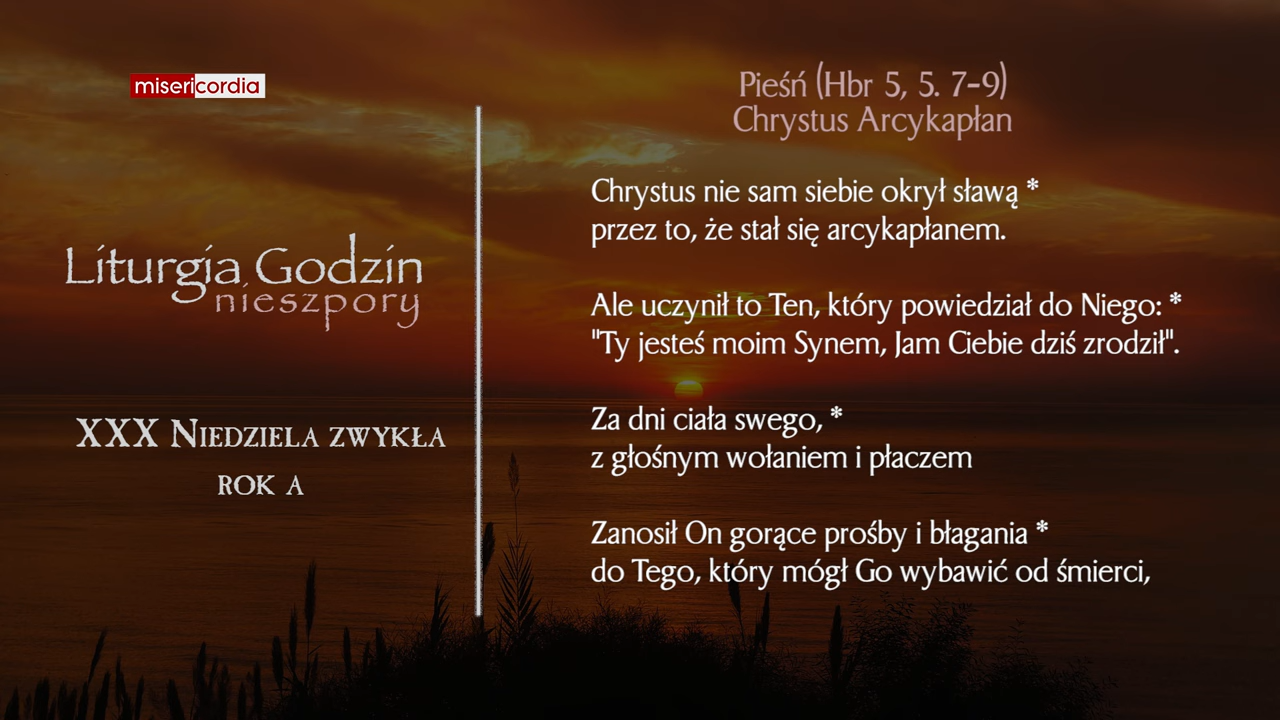 misericordia
Liturgia Godzin
nieszpory
XXX Niedziela zwykła
rok a
Pieśń (Hbr 5, 5. 7-9)
Chrystus Arcykapłan
Chrystus nie sam siebie okrył sławą *
przez to, że stał się arcykapłanem.
Ale uczynił to Ten, który powiedział do Niego: *
"Ty jesteś moim Synem, Jam Ciebie dziś zrodził".
Za dni ciała swego, *
z głośnym wołaniem i płaczem
Zanosił On gorące prośby i błagania *
do Tego, który mógł Go wybawić od śmierci,